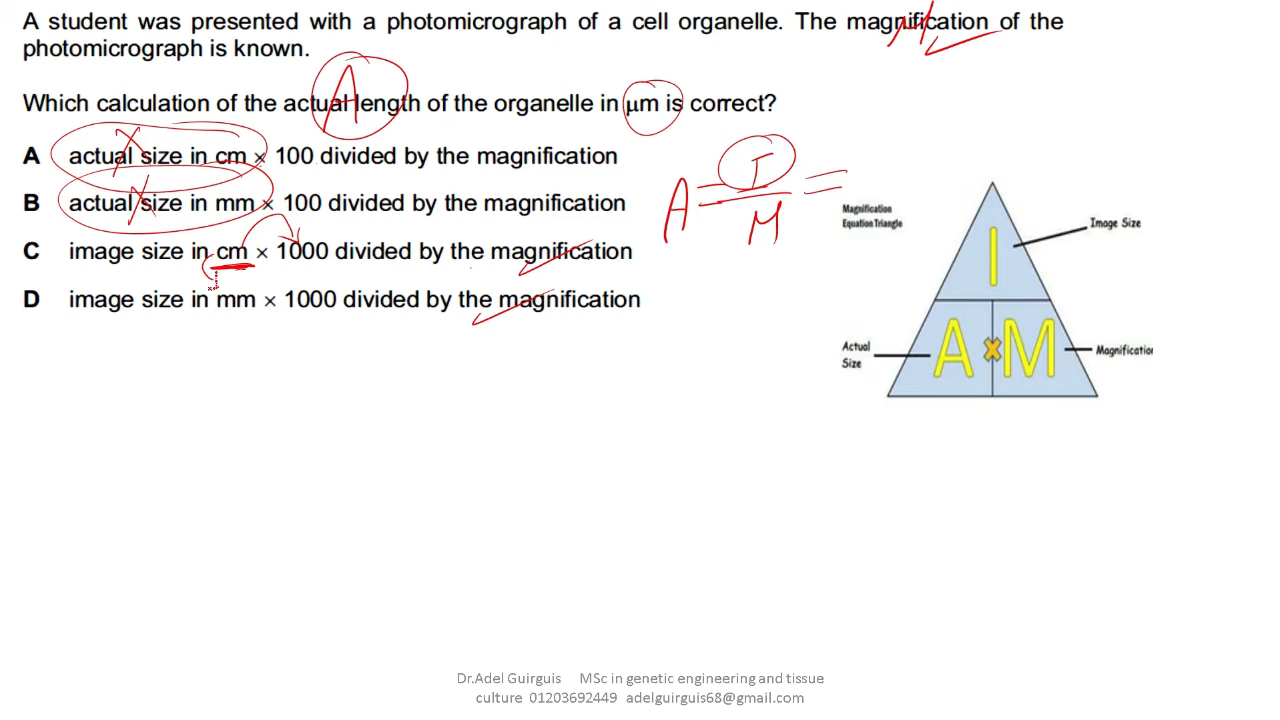 A student was presented with a photomicrograph of a cell organelle. The magnification of the
photomicrograph is known.
Which calculation of the actual length of the organelle in μm is correct?
A actual size in cm × 100 divided by the magnification
B actual size in mm × 100 divided by the magnification
C image size in cm × 1000 divided by the magnification
D image size in mm × 1000 divided by the magnification
A
A = I / M =
Magnification
Equation Triangle
Image Size
I
Actual
Size
A × M
Magnification
Dr.Adel Guirguis MSc in genetic engineering and tissue
culture 01203692449 adelguirguis68@gmail.com